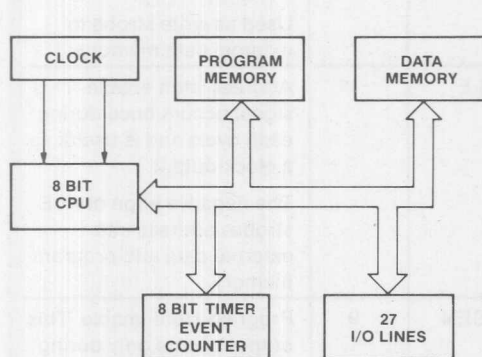 CLOCK
PROGRAM
MEMORY
DATA
MEMORY
8 BIT
CPU
8 BIT TIMER
EVENT
COUNTER
27
I/O LINES